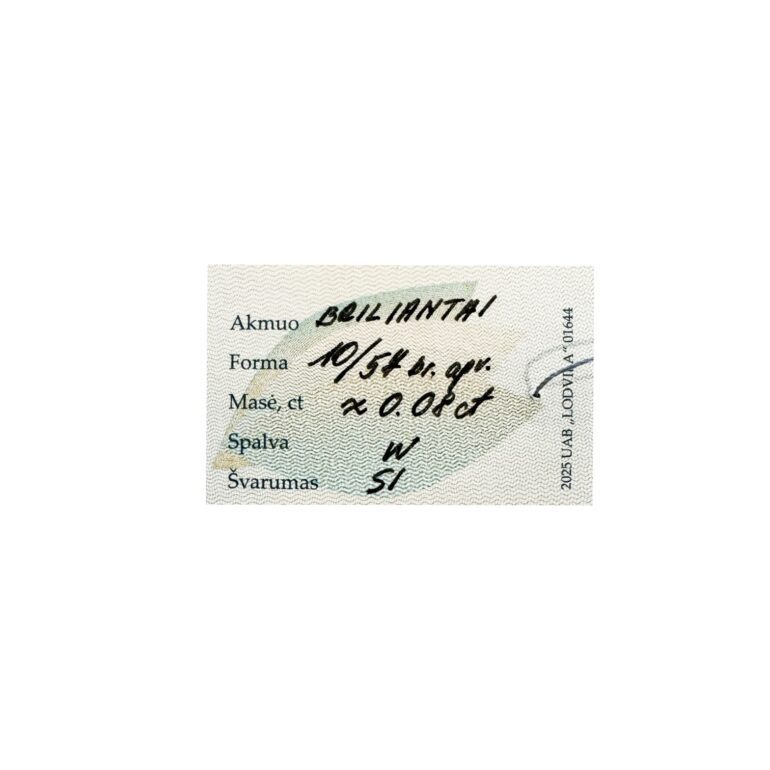 Akmuo BRILIANTAI
Forma 10/57 br. apv.
Masė, ct ≈ 0.08 ct
Spalva W
Švarumas SI
2025 UAB „LODVILA“ 01644